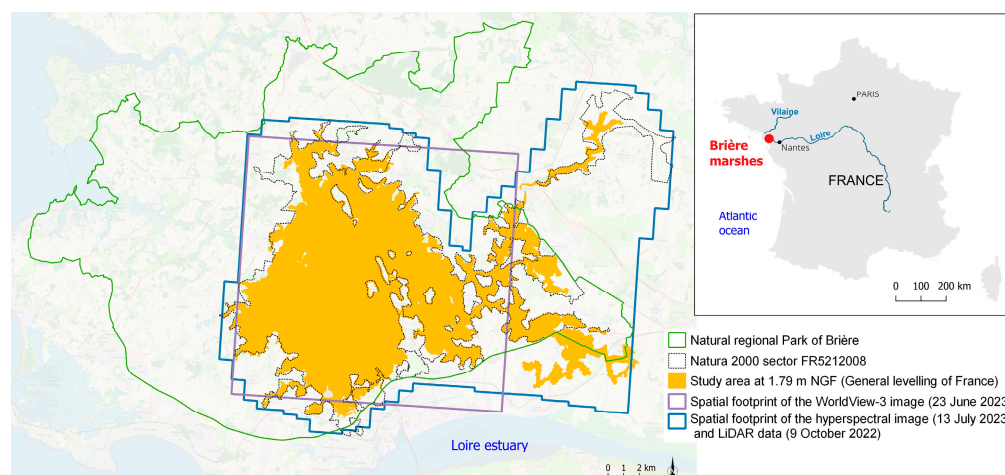 Loire estuary
0 1 2 km
PARIS
Vilaine
Loire
Nantes
Brière
marshes
FRANCE
Atlantic
ocean
0 100 200 km
Natural regional Park of Brière
Natura 2000 sector FR5212008
Study area at 1.79 m NGF (General levelling of France)
Spatial footprint of the WorldView-3 image (23 June 2023
Spatial footprint of the hyperspectral image (13 July 2023
and LiDAR data (9 October 2022)